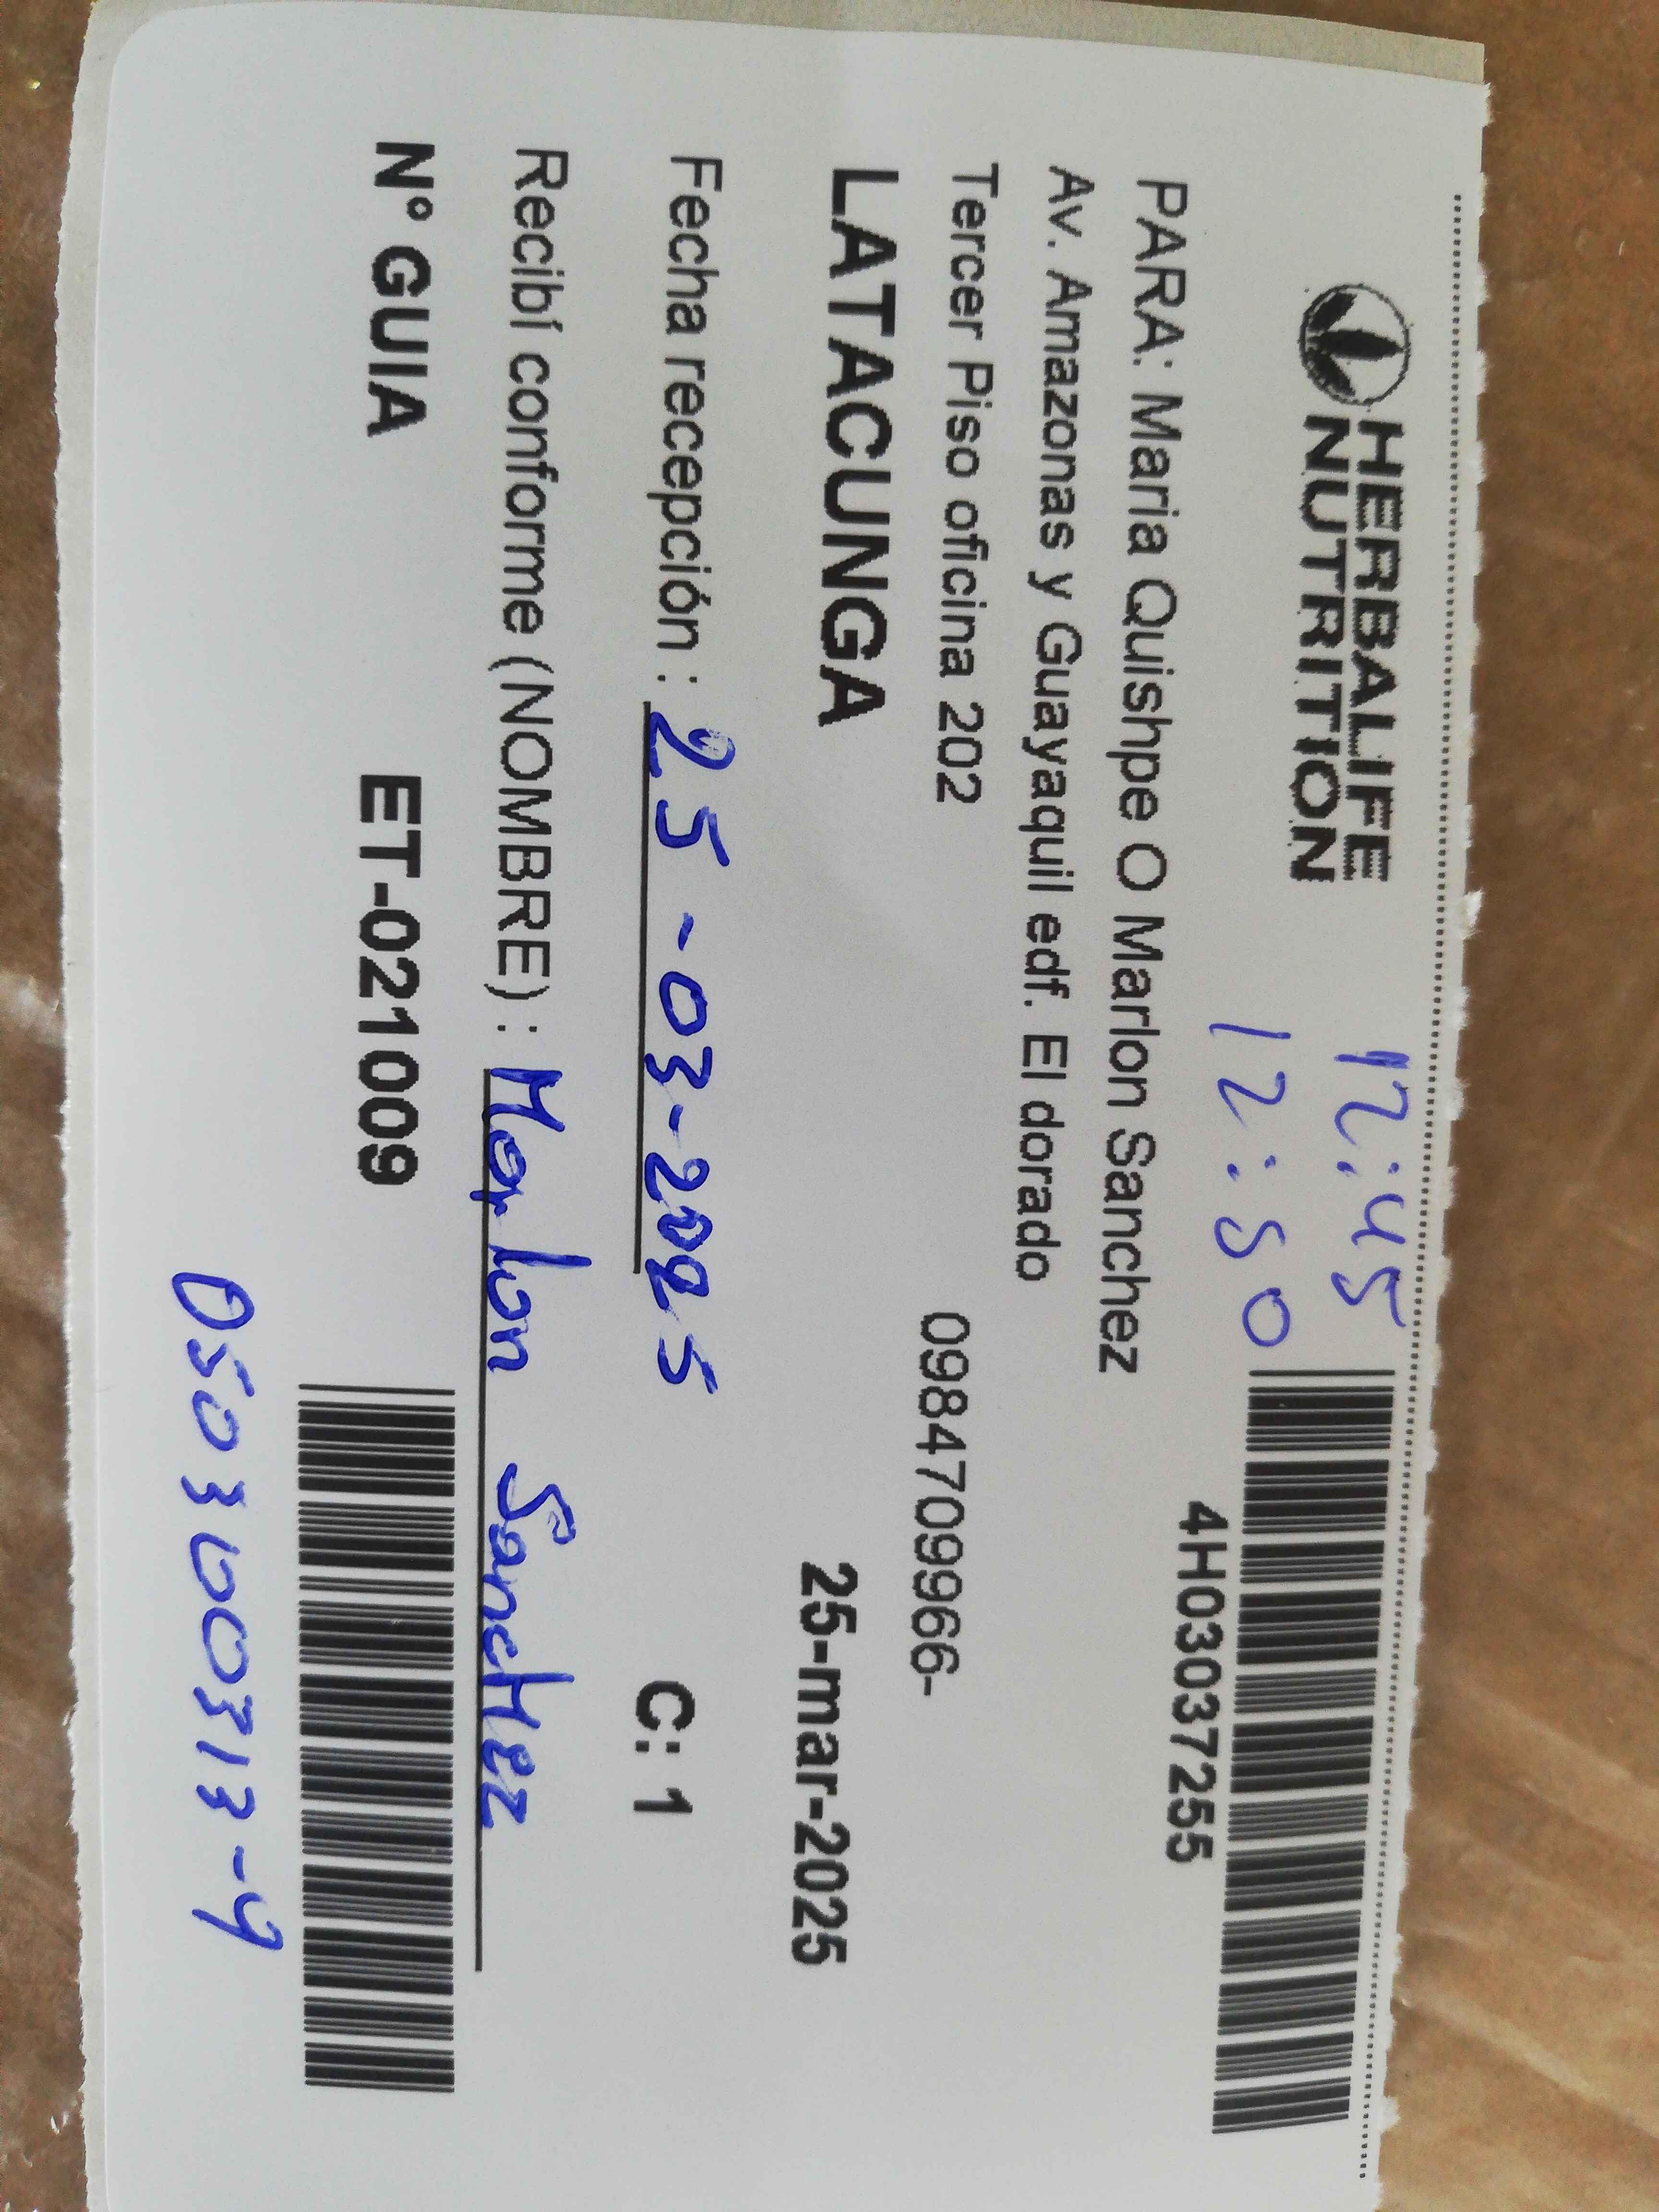 HERBALIFE
NUTRITION
12:45
12:50
4H03037255
PARA: Maria Quishpe O Marlon Sanchez
Av. Amazonas y Guayaquil edf. El dorado
Tercer Piso oficina 202
0984709966-
LATACUNGA
25-mar-2025
Fecha recepción : 25-03-2025
C: 1
Recibí conforme (NOMBRE) : Marlon SancHez
N° GUIA
ET-021009
0503100313-9